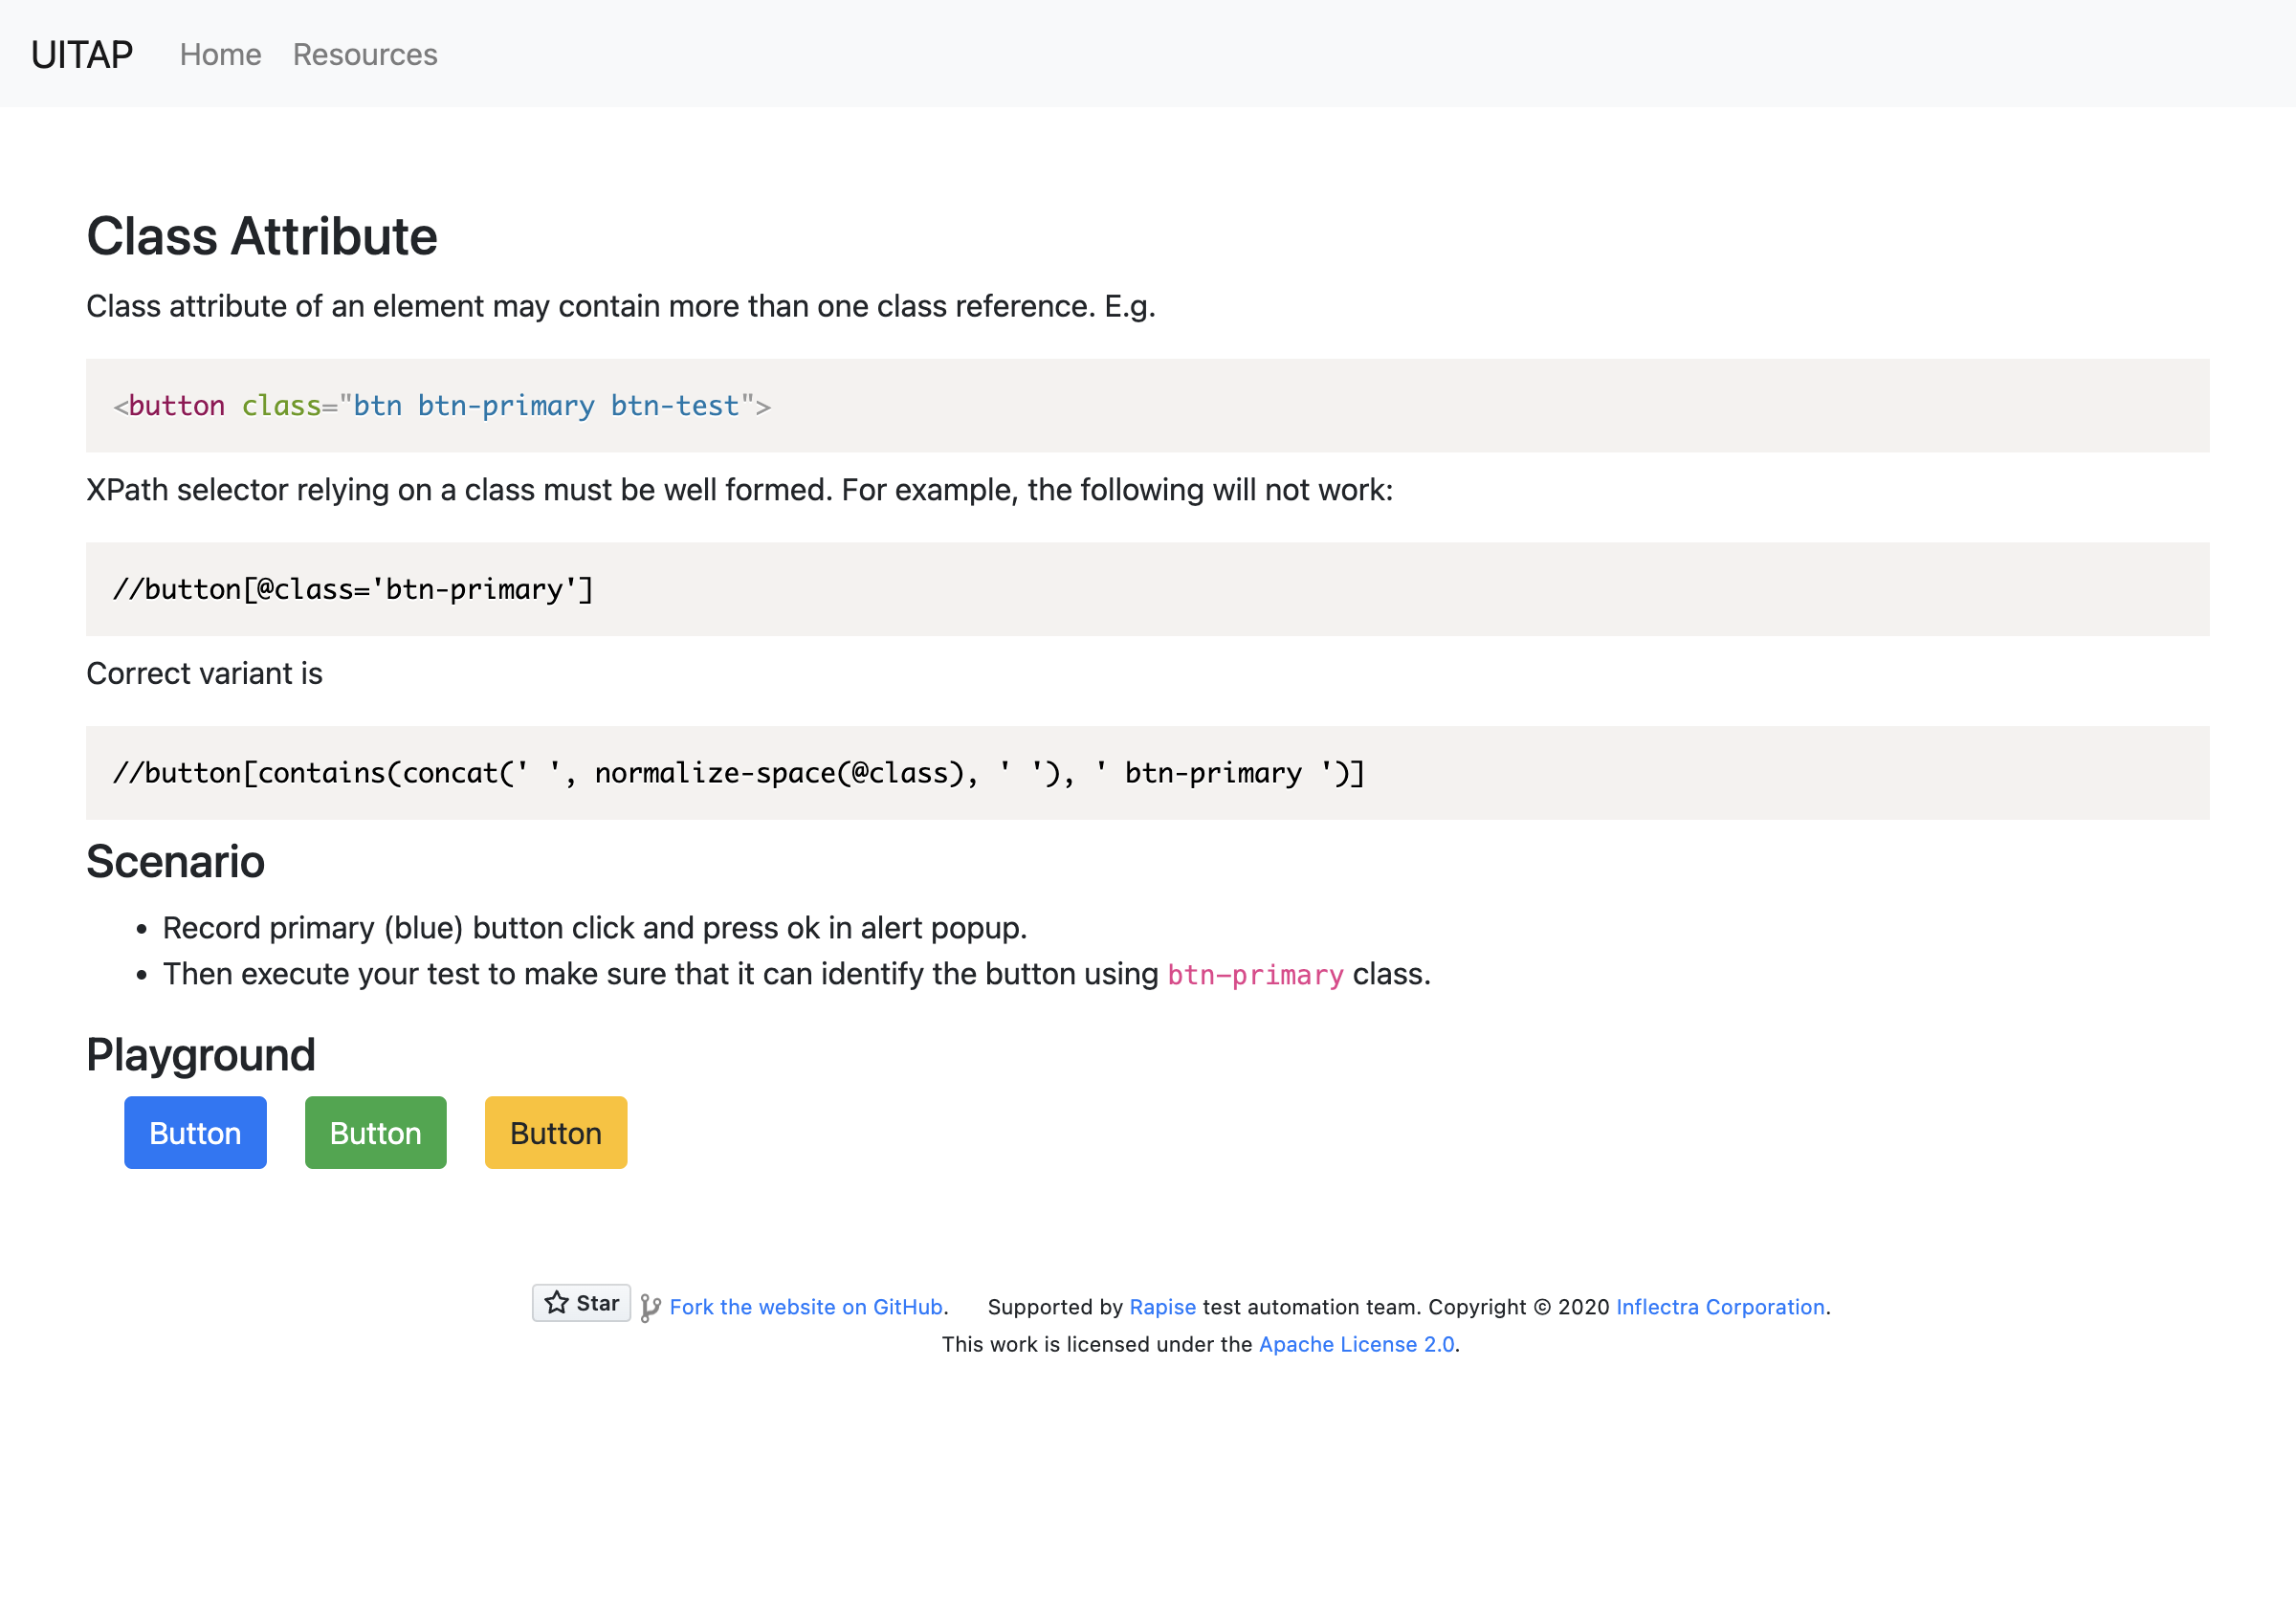 UITAP Home Resources
Class Attribute
Class attribute of an element may contain more than one class reference. E.g.
<button class="btn btn-primary btn-test">
XPath selector relying on a class must be well formed. For example, the following will not work:
//button[@class='btn-primary']
Correct variant is
//button[contains(concat(' ', normalize-space(@class), ' '), ' btn-primary ')]
Scenario
• Record primary (blue) button click and press ok in alert popup.
• Then execute your test to make sure that it can identify the button using btn-primary class.
Playground
Button Button Button
Star Fork the website on GitHub. Supported by Rapise test automation team. Copyright © 2020 Inflectra Corporation.
This work is licensed under the Apache License 2.0.